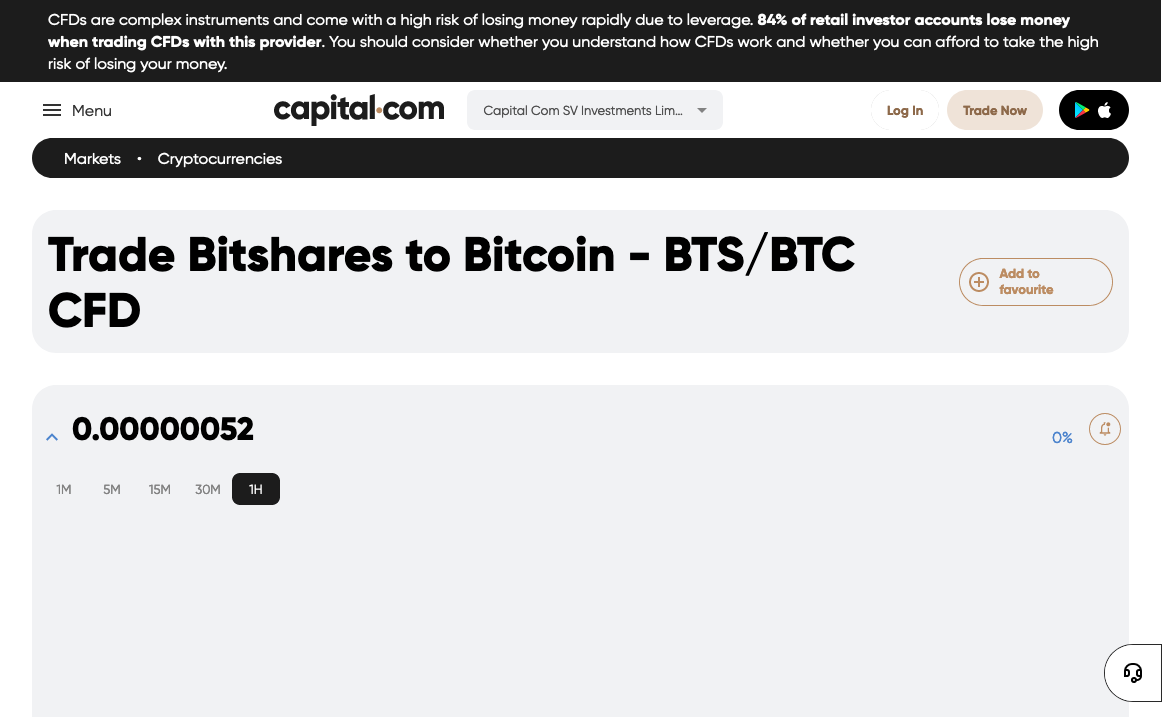 CFDs are complex instruments and come with a high risk of losing money rapidly due to leverage. 84% of retail investor accounts lose money
when trading CFDs with this provider. You should consider whether you understand how CFDs work and whether you can afford to take the high
risk of losing your money.
Menu
capital.com
Capital Com SV Investments Lim...
Log In
Trade Now
Markets • Cryptocurrencies
Trade Bitshares to Bitcoin - BTS/BTC
CFD
Add to
favourite
0.00000052
0%
1M 5M 15M 30M 1H